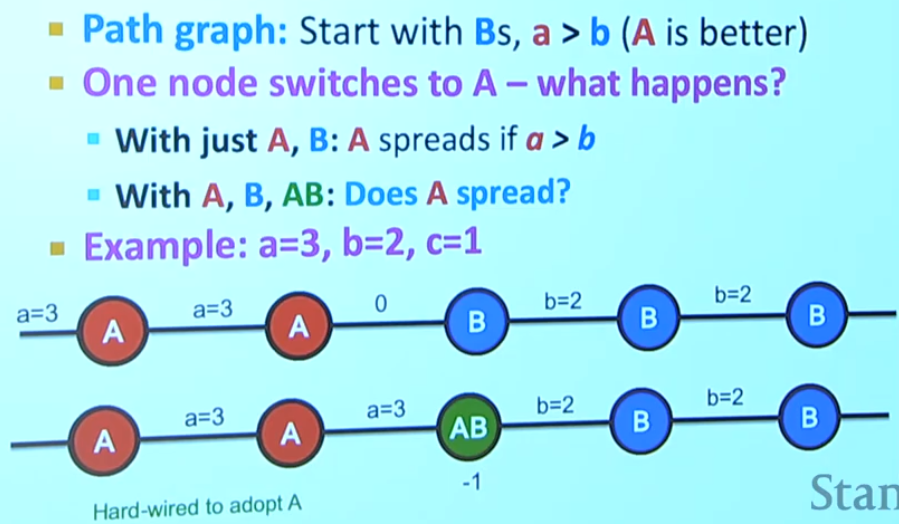 Path graph: Start with Bs, a > b (A is better)
One node switches to A – what happens?
With just A, B: A spreads if a > b
With A, B, AB: Does A spread?
Example: a=3, b=2, c=1
a=3 a=3 0 b=2 b=2
A A B B B
a=3 a=3 b=2 b=2
A A AB B B
-1
Hard-wired to adopt A
Stan